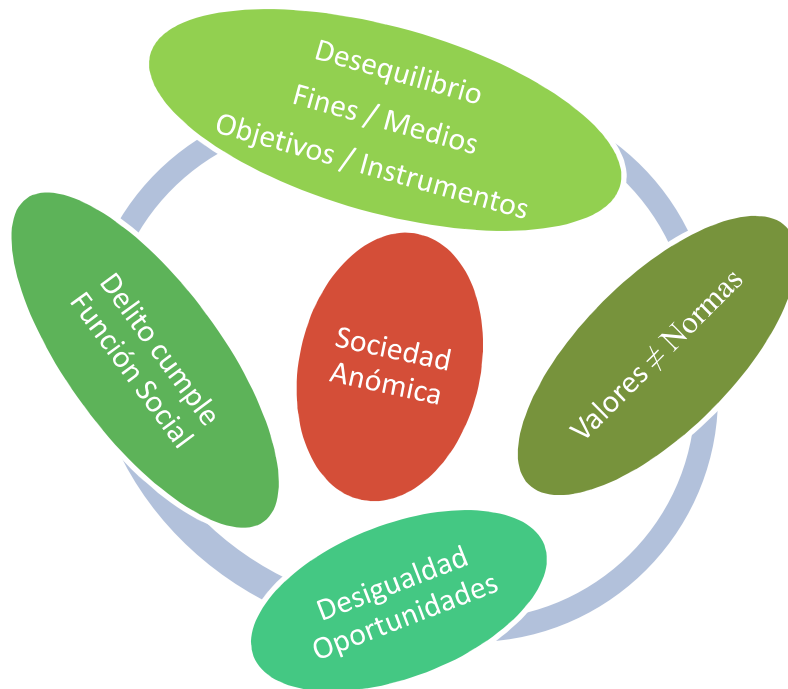 Desequilibrio
Fines / Medios
Objetivos / Instrumentos
Valores ≠ Normas
Desigualdad
Oportunidades
Delito cumple
Función Social
Sociedad
Anómica